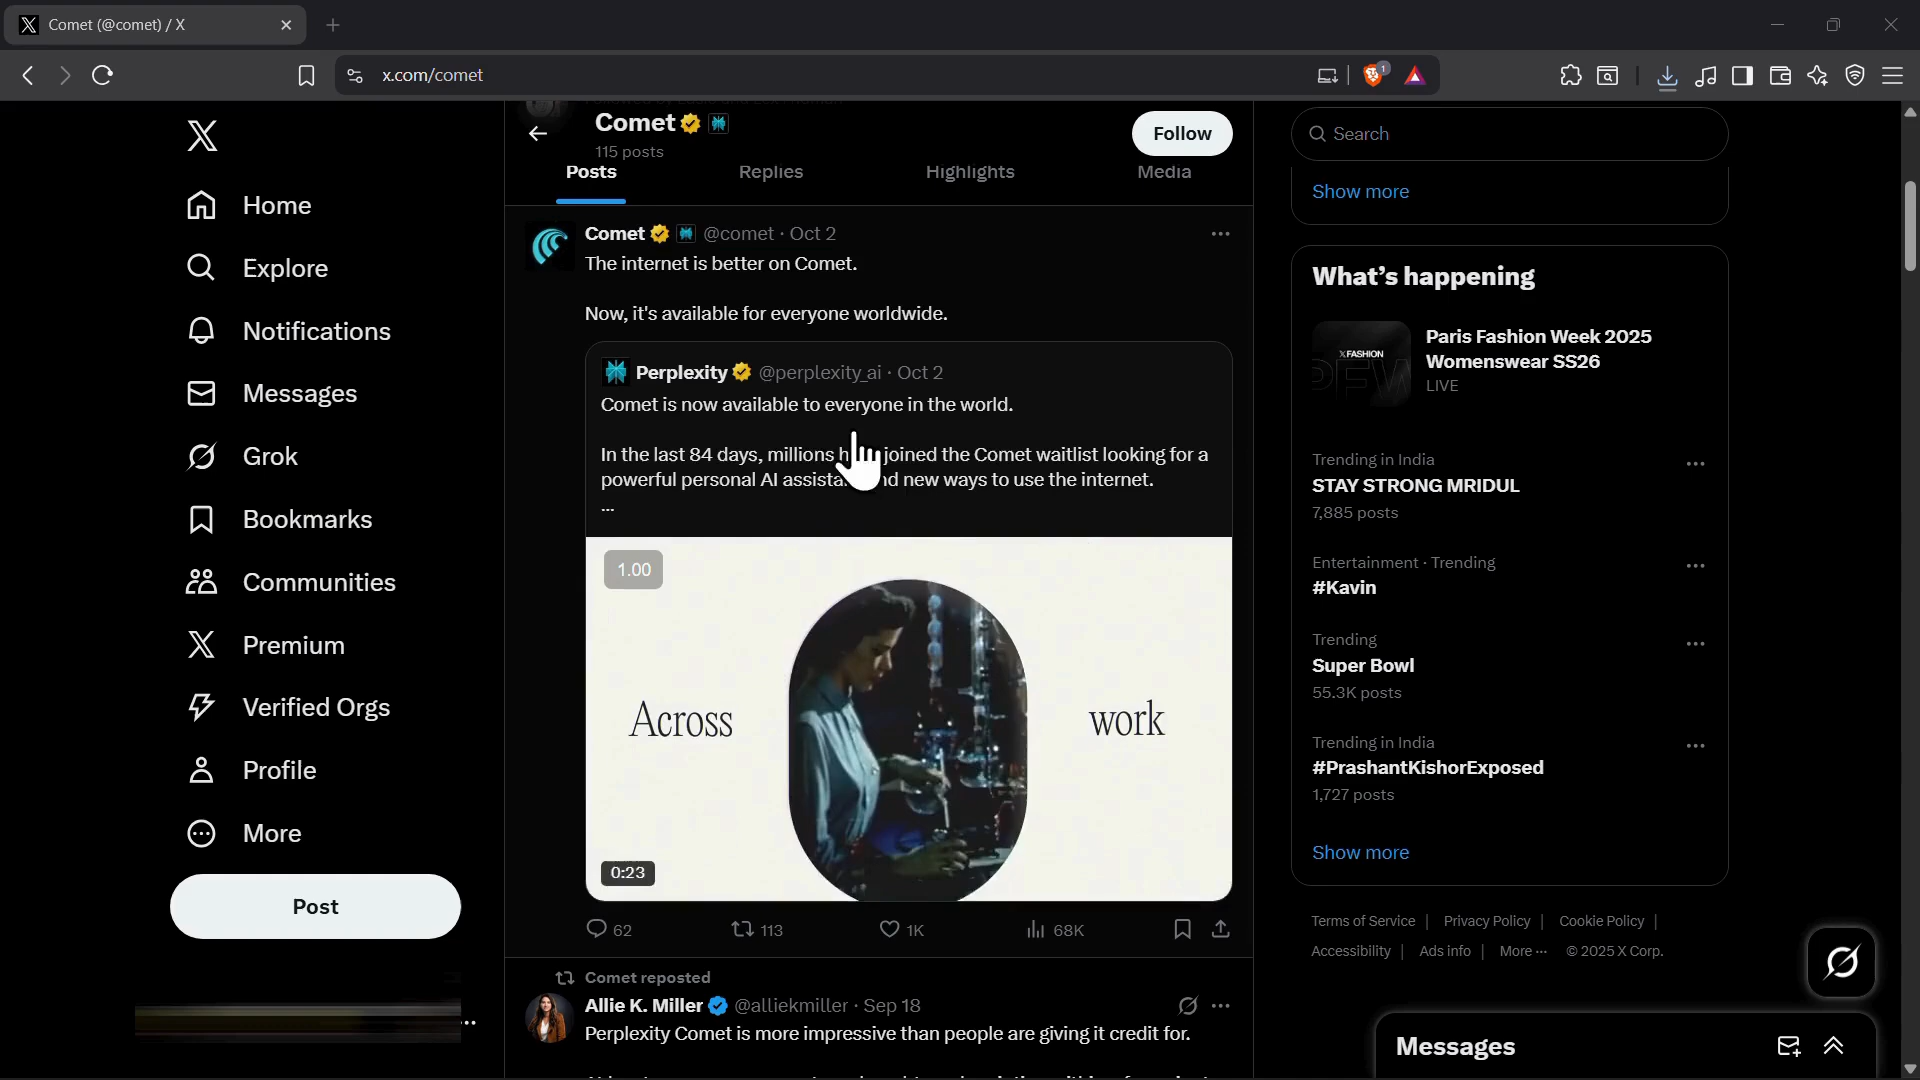 Comet (@comet) / X
x.com/comet
1
Home
Explore
Notifications
Messages
Grok
Bookmarks
Communities
Premium
Verified Orgs
Profile
More
Post
Comet
115 posts
Follow
Posts
Replies
Highlights
Media
Comet @comet · Oct 2
The internet is better on Comet.
Now, it's available for everyone worldwide.
Perplexity @perplexity_ai · Oct 2
Comet is now available to everyone in the world.
In the last 84 days, millions joined the Comet waitlist looking for a
powerful personal AI new ways to use the internet.
...
1.00
Across
work
0:23
62
113
1K
68K
Comet reposted
Allie K. Miller @alliekmiller · Sep 18
Perplexity Comet is more impressive than people are giving it credit for.
Search
Show more
What's happening
XFASHION
PFW
Paris Fashion Week 2025
Womenswear SS26
LIVE
Trending in India
STAY STRONG MRIDUL
7,885 posts
Entertainment · Trending
#Kavin
Trending
Super Bowl
55.3K posts
Trending in India
#PrashantKishorExposed
1,727 posts
Show more
Terms of Service | Privacy Policy | Cookie Policy |
Accessibility | Ads info | More ··· © 2025 X Corp.
Messages